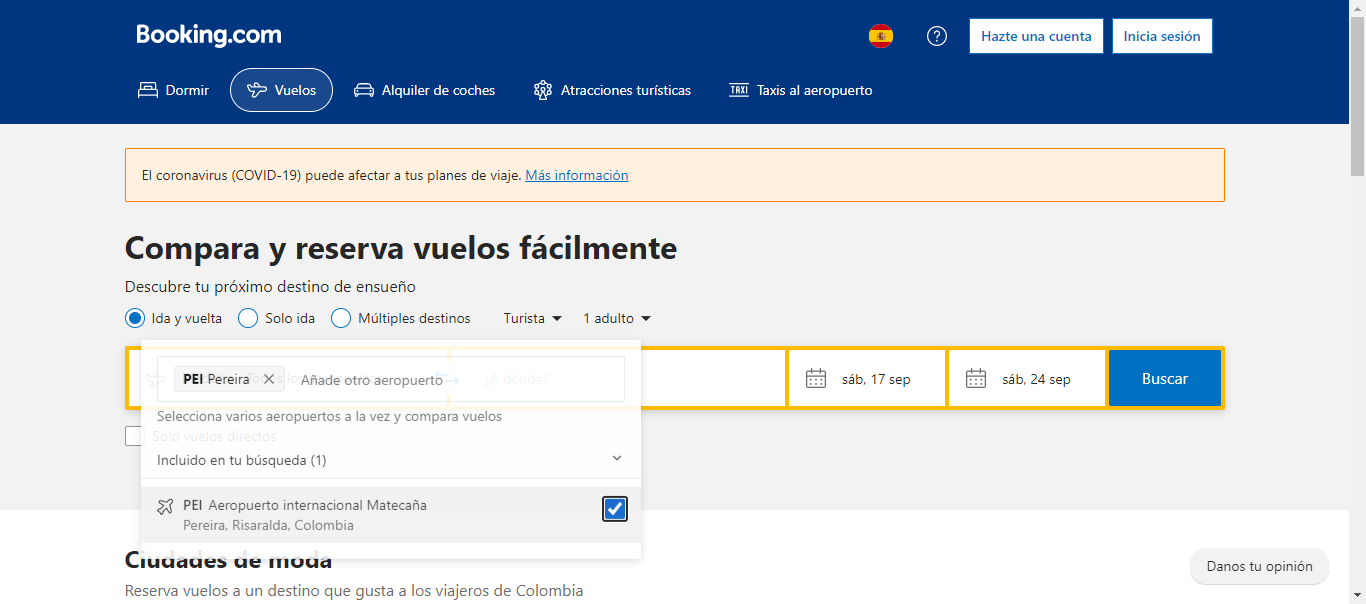 Booking.com
Hazte una cuenta
Inicia sesión
Dormir
Vuelos
Alquiler de coches
Atracciones turísticas
TAXI Taxis al aeropuerto
El coronavirus (COVID-19) puede afectar a tus planes de viaje. Más información
Compara y reserva vuelos fácilmente
Descubre tu próximo destino de ensueño
Ida y vuelta
Solo ida
Múltiples destinos
Turista
1 adulto
PEI Pereira
Añade otro aeropuerto
¿A dónde?
sáb, 17 sep
sáb, 24 sep
Buscar
Selecciona varios aeropuertos a la vez y compara vuelos
Solo vuelos directos
Incluido en tu búsqueda (1)
PEI Aeropuerto internacional Matecaña
Pereira, Risaralda, Colombia
Ciudades de moda
Reserva vuelos a un destino que gusta a los viajeros de Colombia
Danos tu opinión